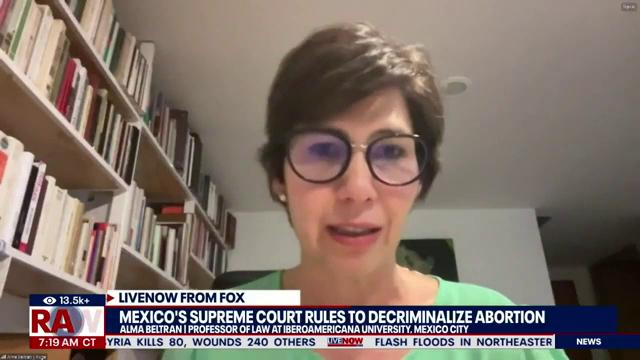 LIVENOW FROM FOX
13.5k+
MEXICO'S SUPREME COURT RULES TO DECRIMINALIZE ABORTION
RAW
ALMA BELTRAN | PROFESSOR OF LAW AT IBEROAMERICANA UNIVERSITY, MEXICO CITY
7:19 AM CT
YRIA KILLS 80, WOUNDS 240 OTHERS LIVENOW FLASH FLOODS IN NORTHEASTER
NEWS